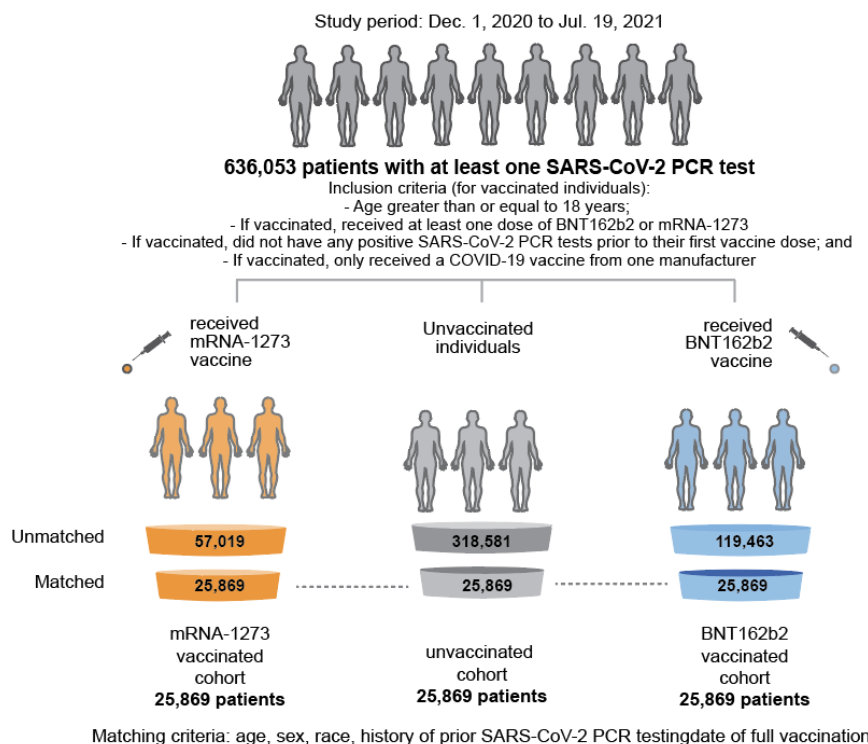 Study period: Dec. 1, 2020 to Jul. 19, 2021
636,053 patients with at least one SARS-CoV-2 PCR test
Inclusion criteria (for vaccinated individuals):
- Age greater than or equal to 18 years;
- If vaccinated, received at least one dose of BNT162b2 or mRNA-1273
- If vaccinated, did not have any positive SARS-CoV-2 PCR tests prior to their first vaccine dose; and
- If vaccinated, only received a COVID-19 vaccine from one manufacturer
received
mRNA-1273
vaccine
Unvaccinated
individuals
received
BNT162b2
vaccine
Unmatched
57,019
318,581
119,463
Matched
25,869
25,869
25,869
mRNA-1273
vaccinated
cohort
25,869 patients
unvaccinated
cohort
25,869 patients
BNT162b2
vaccinated
cohort
25,869 patients
Matching criteria: age, sex, race, history of prior SARS-CoV-2 PCR testingdate of full vaccination